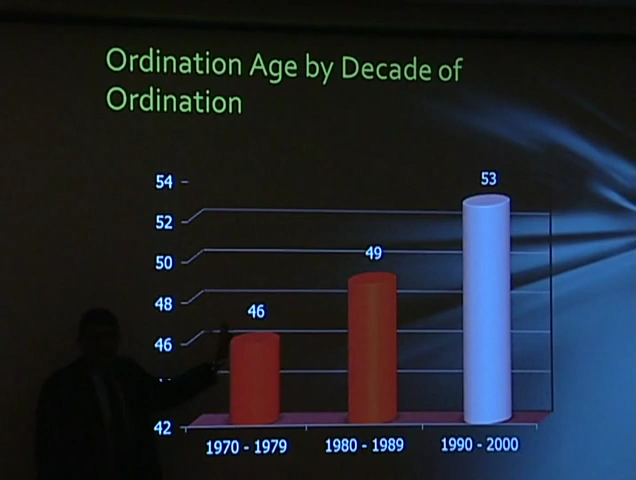 Ordination Age by Decade of
Ordination
54
53
52
50
49
48
46
46
42
1970 - 1979
1980 - 1989
1990 - 2000